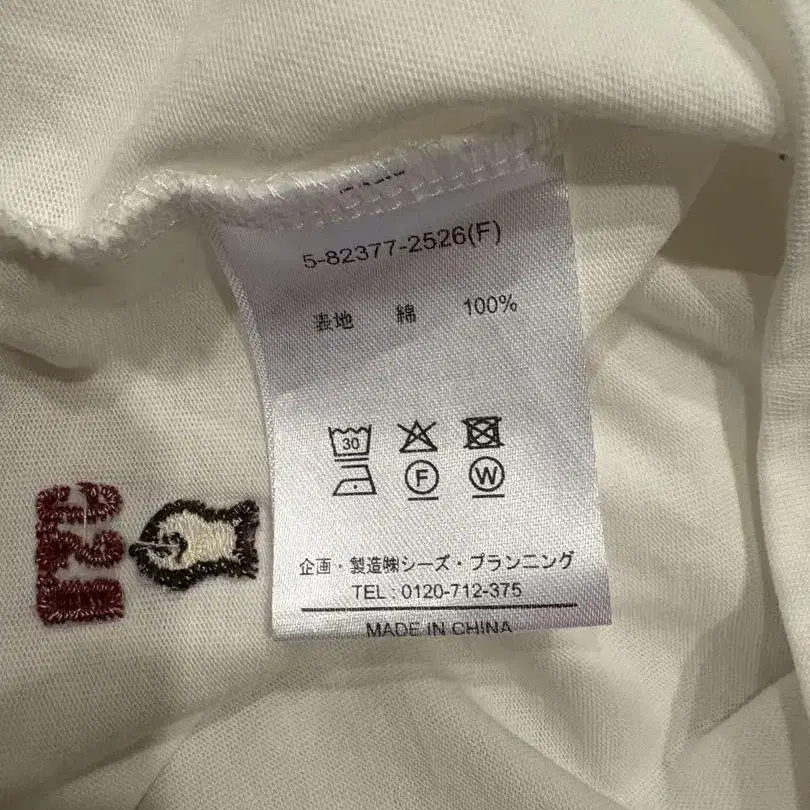 5-82377-2526(F)
表地 綿 100%
30
F W
企画・製造㈱シーズ・プランニング
TEL : 0120-712-375
MADE IN CHINA